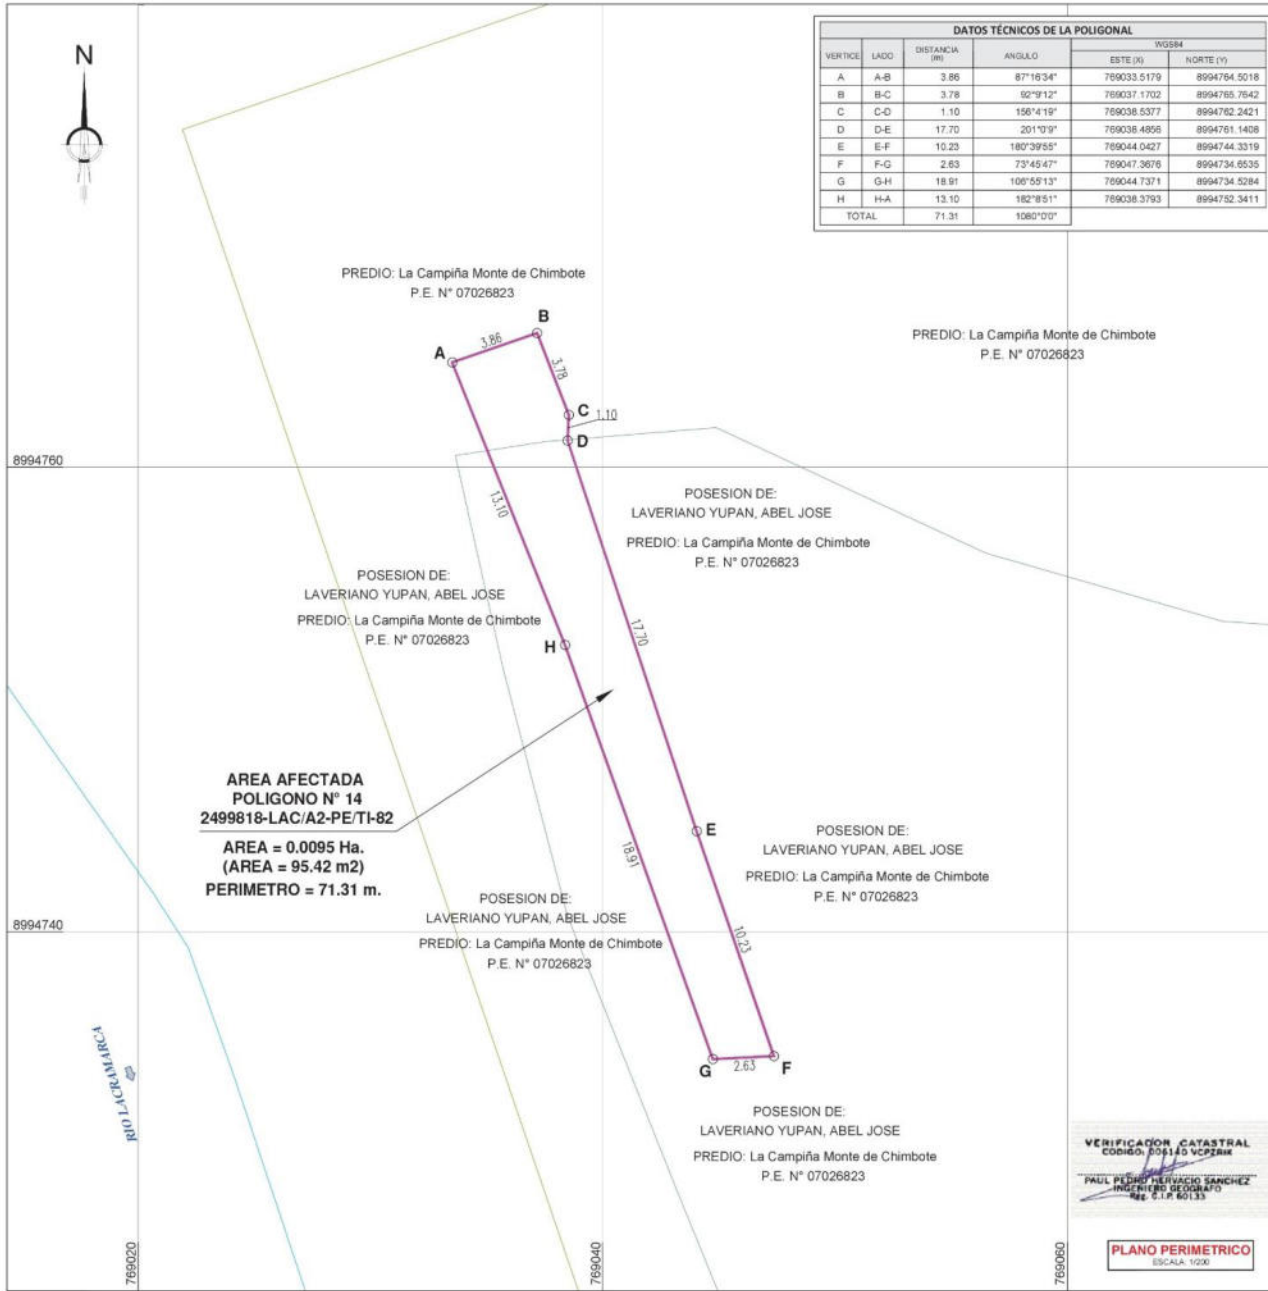 N
DATOS TÉCNICOS DE LA POLIGONAL
VERTICE LADO DISTANCIA (m) ANGULO WGS84
ESTE (X) NORTE (Y)
A A-B 3.86 87°16'34" 769033.5179 8994764.5018
B B-C 3.78 92°9'12" 769037.1702 8994765.7642
C C-D 1.10 156°4'19" 769038.5377 8994762.2421
D D-E 17.70 201°0'9" 769038.4856 8994761.1408
E E-F 10.23 180°39'55" 769044.0427 8994744.3319
F F-G 2.63 73°45'47" 769047.3676 8994734.6535
G G-H 18.91 106°55'13" 769044.7371 8994734.5284
H H-A 13.10 182°8'51" 769038.3793 8994752.3411
TOTAL 71.31 1080°0'0"
PREDIO: La Campiña Monte de Chimbote
P.E. N° 07026823
PREDIO: La Campiña Monte de Chimbote
P.E. N° 07026823
B
3.86
A
3.78
C
1.10
D
8994760
13.10
POSESION DE:
LAVERIANO YUPAN, ABEL JOSE
PREDIO: La Campiña Monte de Chimbote
P.E. N° 07026823
POSESION DE:
LAVERIANO YUPAN, ABEL JOSE
PREDIO: La Campiña Monte de Chimbote
P.E. N° 07026823
17.70
H
AREA AFECTADA
POLIGONO N° 14
2499818-LAC/A2-PE/TI-82
AREA = 0.0095 Ha.
(AREA = 95.42 m2)
PERIMETRO = 71.31 m.
E
18.91
POSESION DE:
LAVERIANO YUPAN, ABEL JOSE
PREDIO: La Campiña Monte de Chimbote
P.E. N° 07026823
POSESION DE:
LAVERIANO YUPAN, ABEL JOSE
PREDIO: La Campiña Monte de Chimbote
P.E. N° 07026823
8994740
10.23
G
2.63
F
RIO LACRAMARCA
POSESION DE:
LAVERIANO YUPAN, ABEL JOSE
PREDIO: La Campiña Monte de Chimbote
P.E. N° 07026823
VERIFICADOR CATASTRAL
CODIGO: 006145 VCPZRIX
PAUL PEDRO HERVACIO SANCHEZ
INGENIERO GEOGRAFO
Reg. C.I.P. 60133
769020
769040
769060
PLANO PERIMETRICO
ESCALA: 1/200